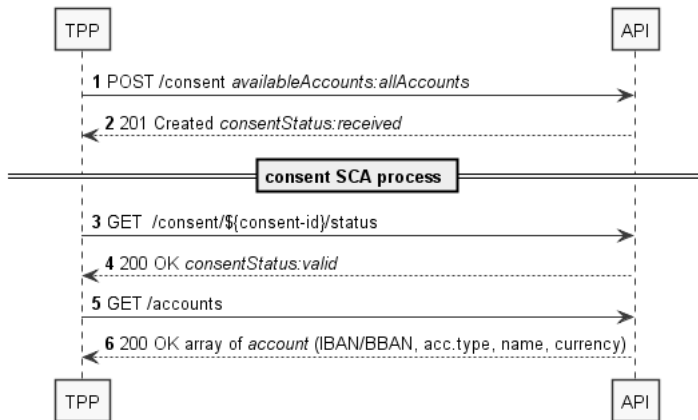 TPP API
1 POST /consent availableAccounts:allAccounts
2 201 Created consentStatus:received
consent SCA process
3 GET /consent/${consent-id}/status
4 200 OK consentStatus:valid
5 GET /accounts
6 200 OK array of account (IBAN/BBAN, acc.type, name, currency)
TPP API